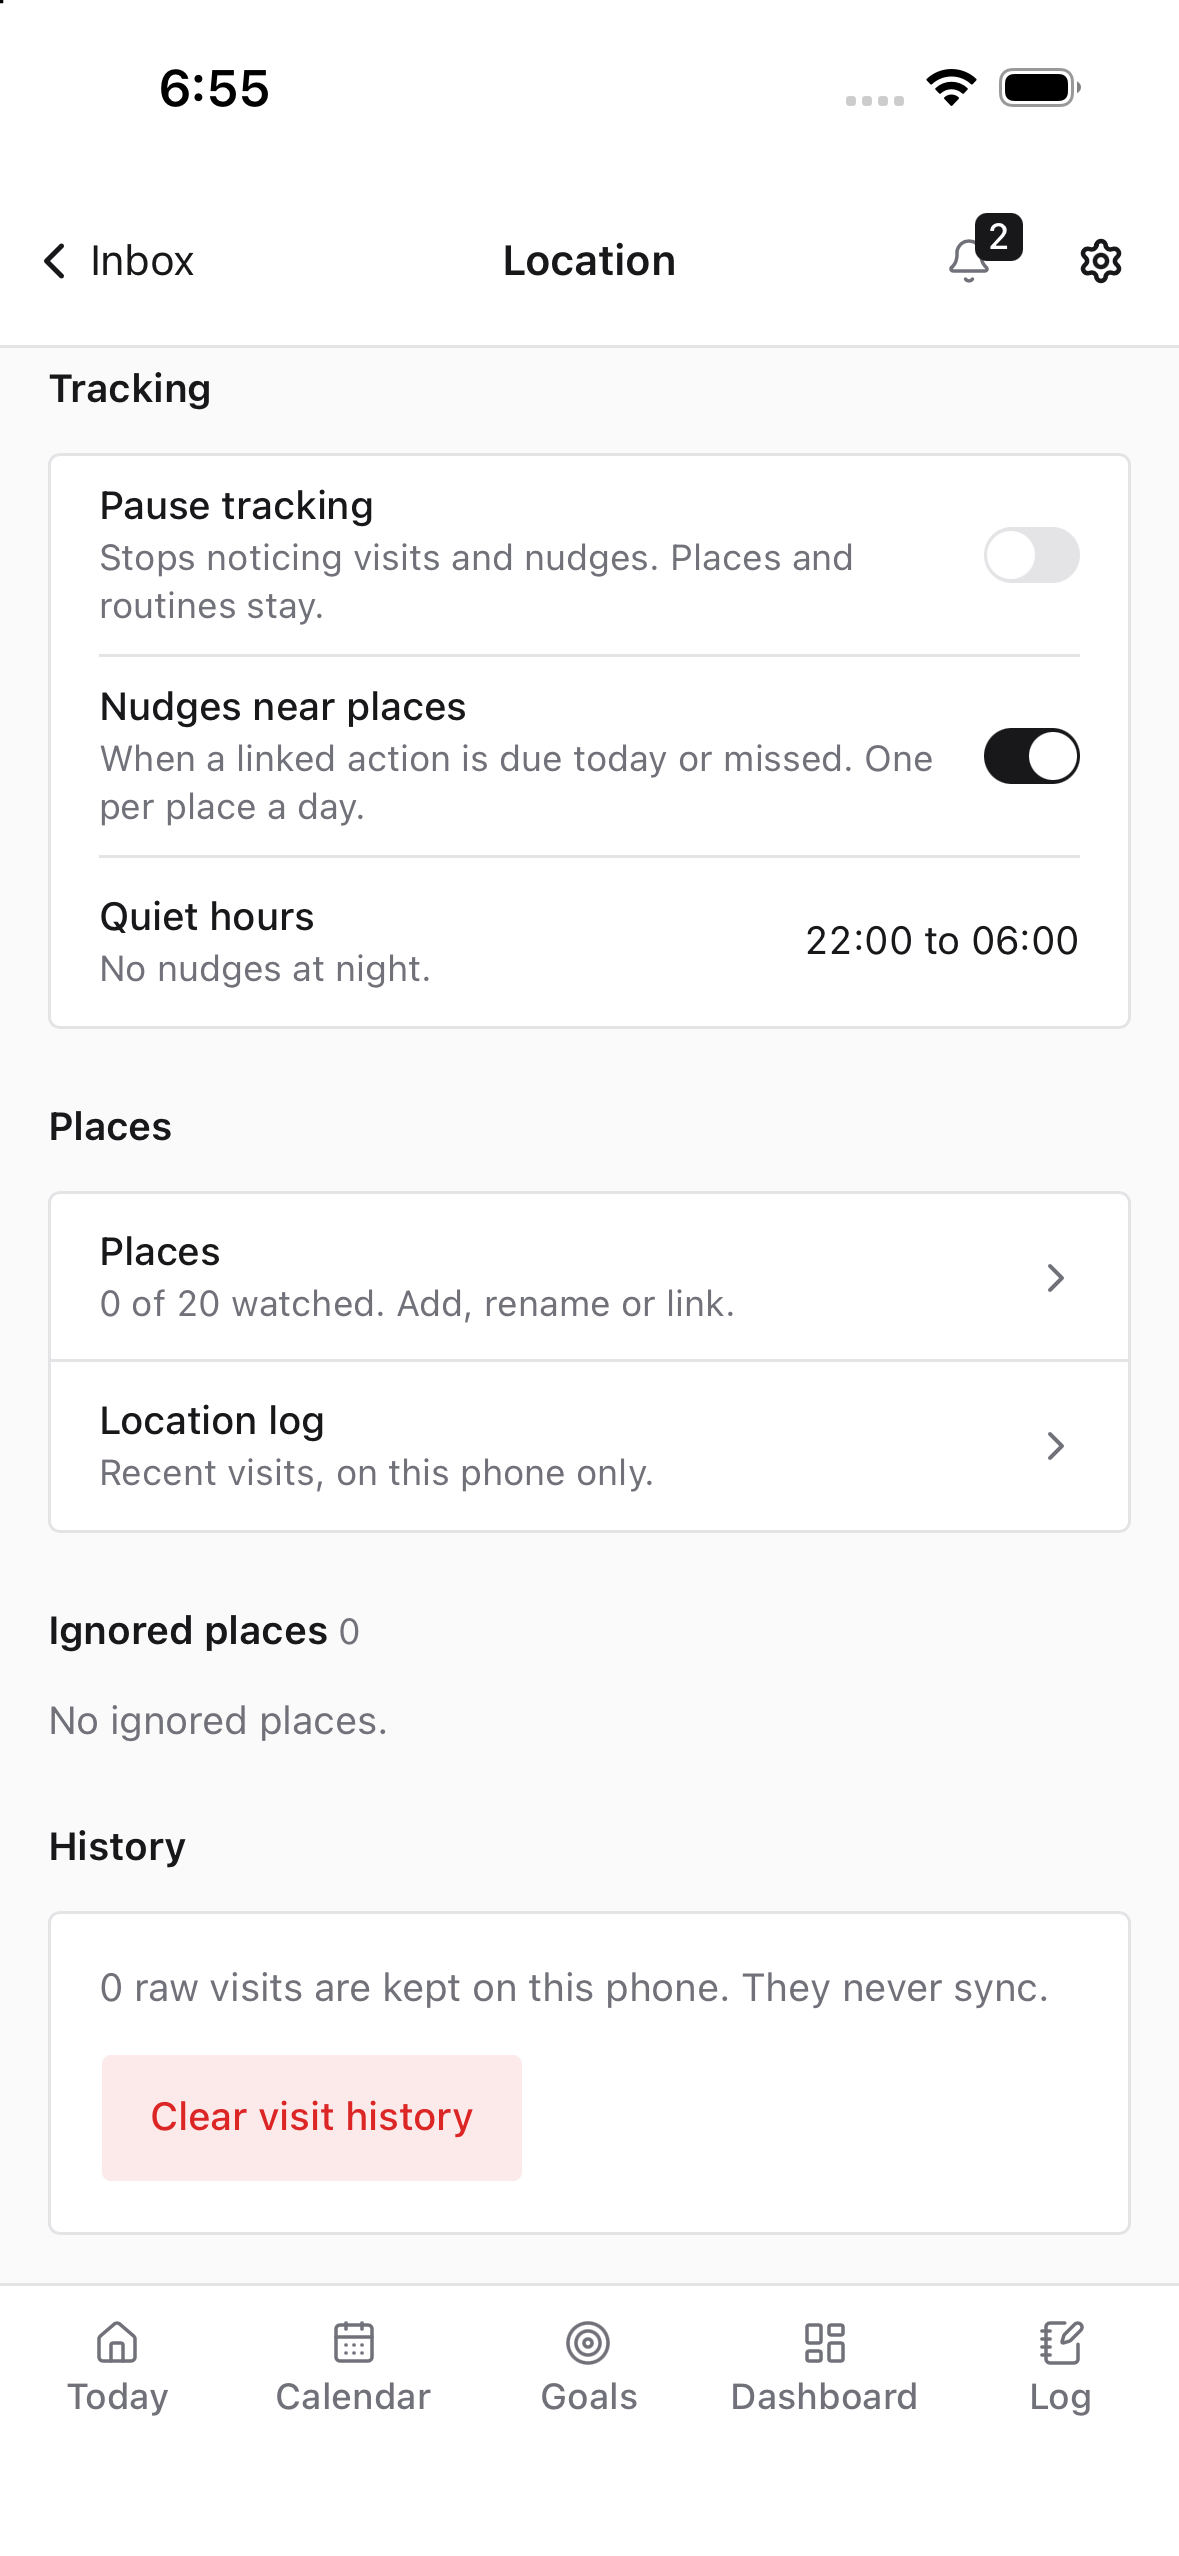 6:55
Inbox
Location
2
Tracking
Pause tracking
Stops noticing visits and nudges. Places and
routines stay.
Nudges near places
When a linked action is due today or missed. One
per place a day.
Quiet hours
No nudges at night.
22:00 to 06:00
Places
Places
0 of 20 watched. Add, rename or link.
Location log
Recent visits, on this phone only.
Ignored places 0
No ignored places.
History
0 raw visits are kept on this phone. They never sync.
Clear visit history
Today
Calendar
Goals
Dashboard
Log